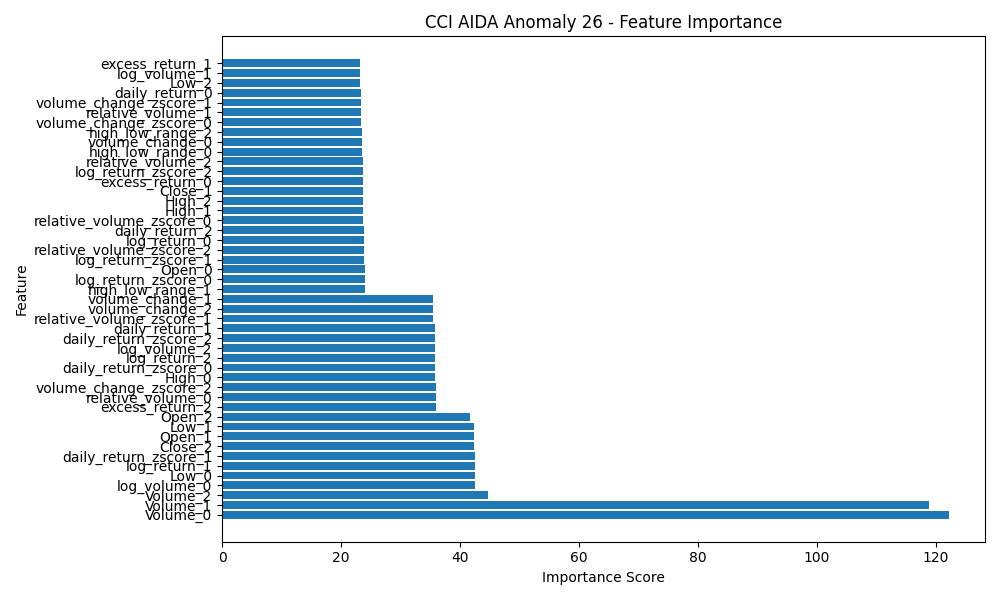 CCI AIDA Anomaly 26 - Feature Importance
excess_return_1
log_volume_1
Low_2
daily_return_0
volume_change_zscore_1
relative_volume_1
volume_change_zscore_0
high_low_range_2
volume_change_0
high_low_range_0
relative_volume_2
log_return_zscore_2
excess_return_0
Close_1
High_2
High_1
relative_volume_zscore_0
daily_return_2
log_return_0
relative_volume_zscore_2
log_return_zscore_1
Open_0
log_return_zscore_0
high_low_range_1
volume_change_1
volume_change_2
relative_volume_zscore_1
daily_return_1
daily_return_zscore_2
log_volume_2
log_return_2
daily_return_zscore_0
High_0
volume_change_zscore_2
relative_volume_0
excess_return_2
Open_2
Low_1
Open_1
Close_2
daily_return_zscore_1
log_return_1
Low_0
log_volume_0
Volume_2
Volume_1
Volume_0
Feature
0 20 40 60 80 100 120
Importance Score